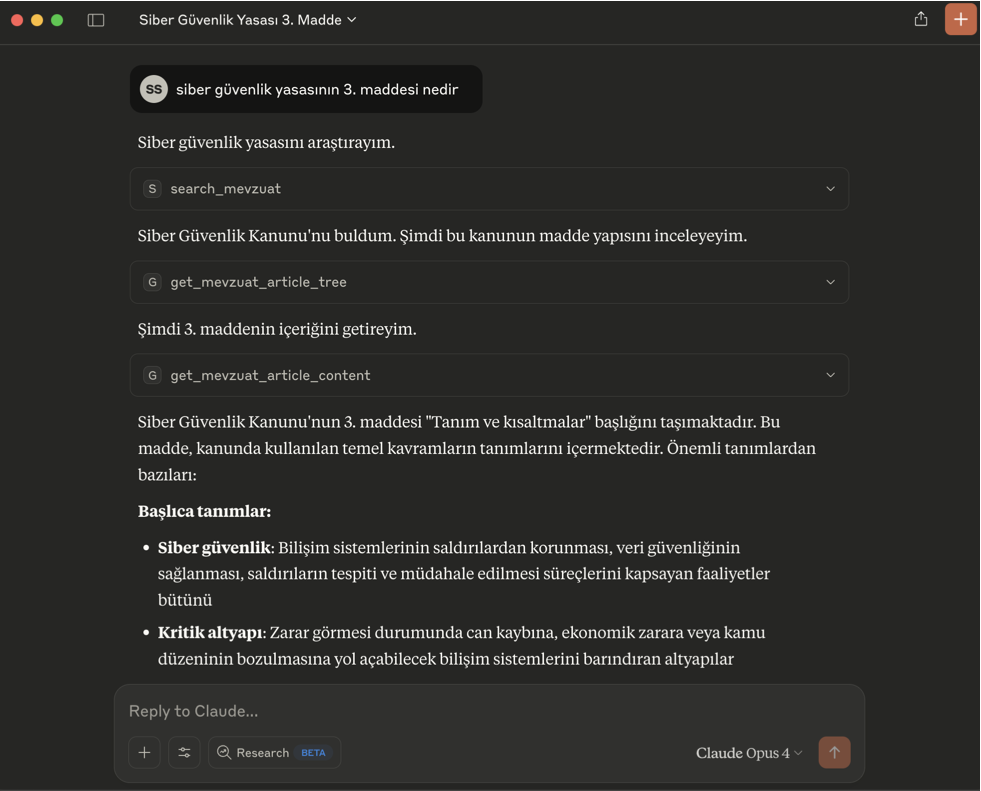 Siber Güvenlik Yasası 3. Madde
SS siber güvenlik yasasının 3. maddesi nedir
Siber güvenlik yasasını araştırayım.
S search_mevzuat
Siber Güvenlik Kanunu'nu buldum. Şimdi bu kanunun madde yapısını inceleyeyim.
G get_mevzuat_article_tree
Şimdi 3. maddenin içeriğini getireyim.
G get_mevzuat_article_content
Siber Güvenlik Kanunu'nun 3. maddesi "Tanım ve kısaltmalar" başlığını taşımaktadır. Bu
madde, kanunda kullanılan temel kavramların tanımlarını içermektedir. Önemli tanımlardan
bazıları:
Başlıca tanımlar:
• Siber güvenlik: Bilişim sistemlerinin saldırılardan korunması, veri güvenliğinin
sağlanması, saldırıların tespiti ve müdahale edilmesi süreçlerini kapsayan faaliyetler
bütünü
• Kritik altyapı: Zarar görmesi durumunda can kaybına, ekonomik zarara veya kamu
düzeninin bozulmasına yol açabilecek bilişim sistemlerini barındıran altyapılar
Reply to Claude...
Research BETA
Claude Opus 4